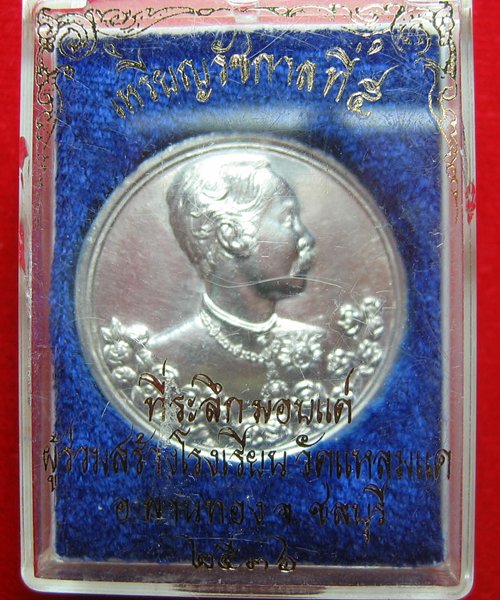 เหรียญรัชกาลที่ ๕
ที่ระลึกมอบแด่
ผู้ร่วมสร้างโรงเรียนวัดแหลมแค
อ.พานทอง จ.ชลบุรี
๒๕๓๖